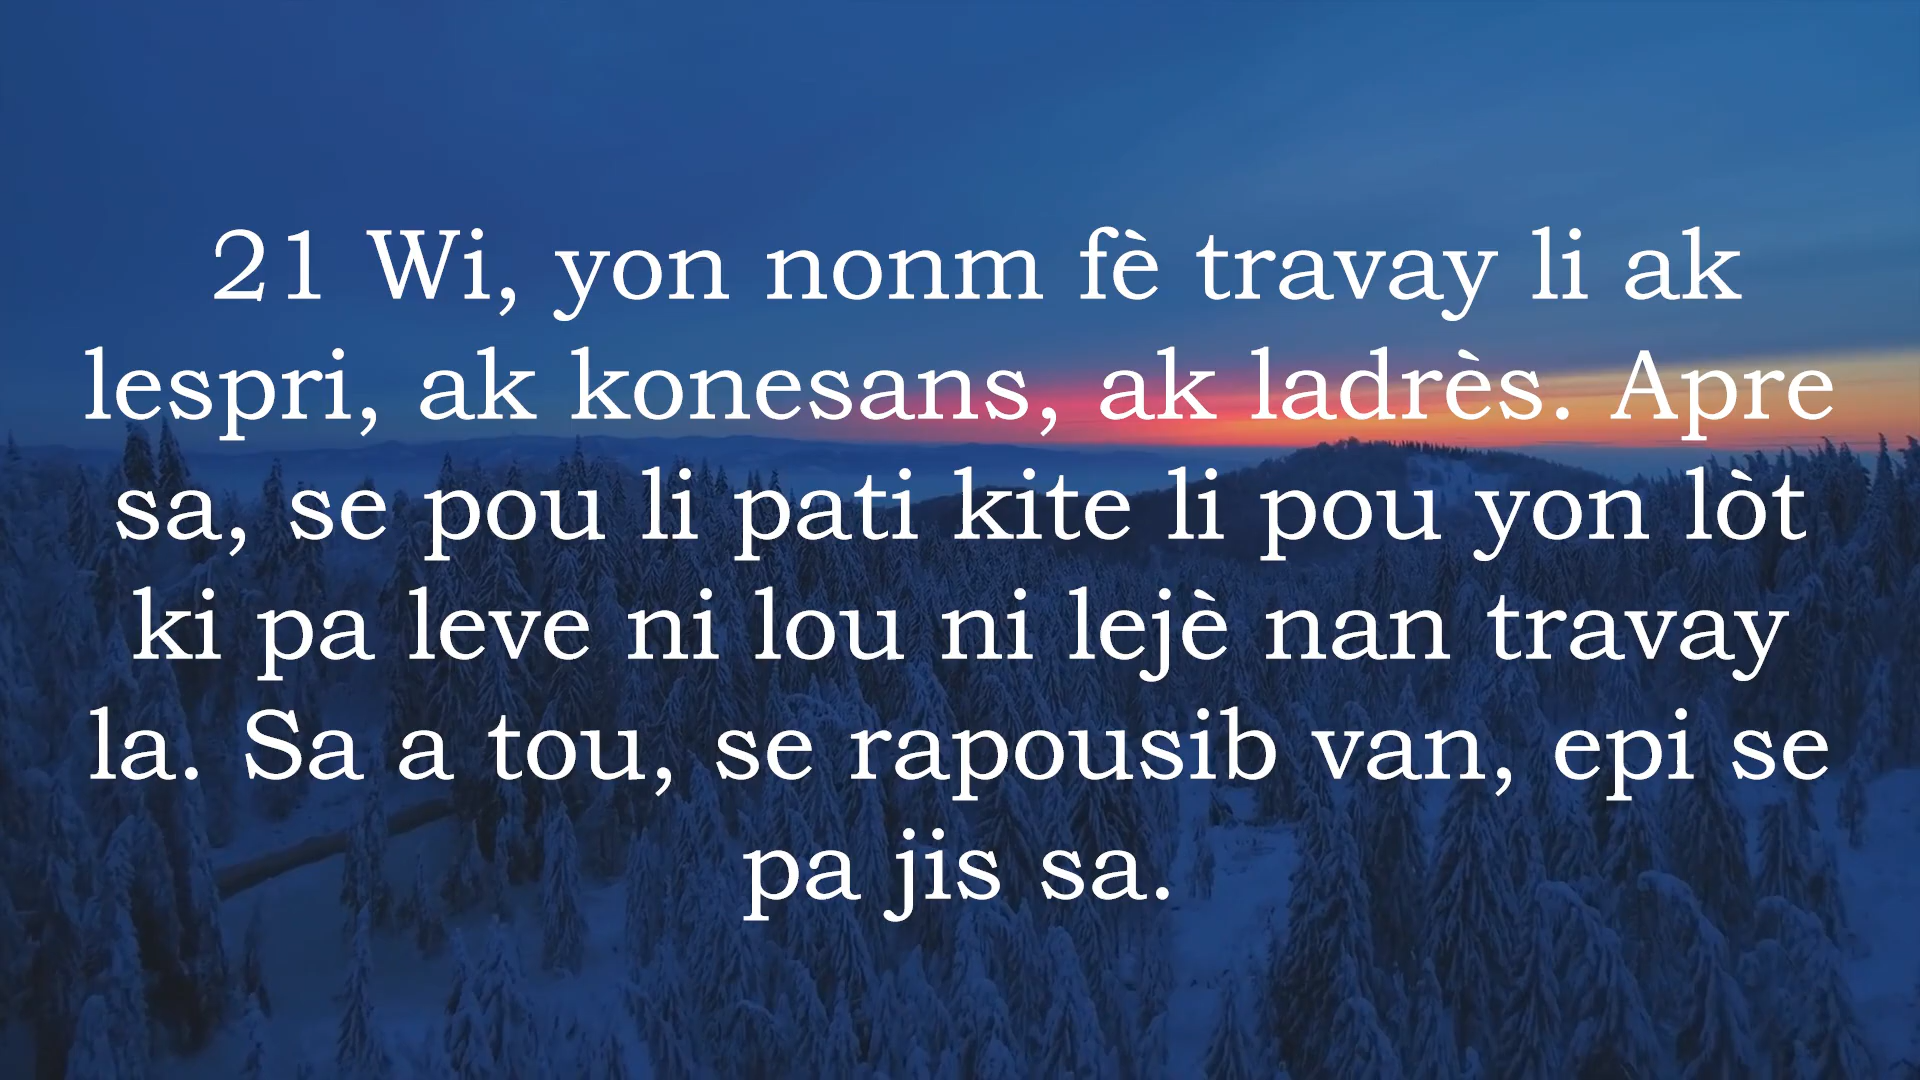 21 Wi, yon nonm fè travay li ak
lespri, ak konesans, ak ladrès. Apre
sa, se pou li pati kite li pou yon lòt
ki pa leve ni lou ni lejè nan travay
la. Sa a tou, se rapousib van, epi se
pa jis sa.